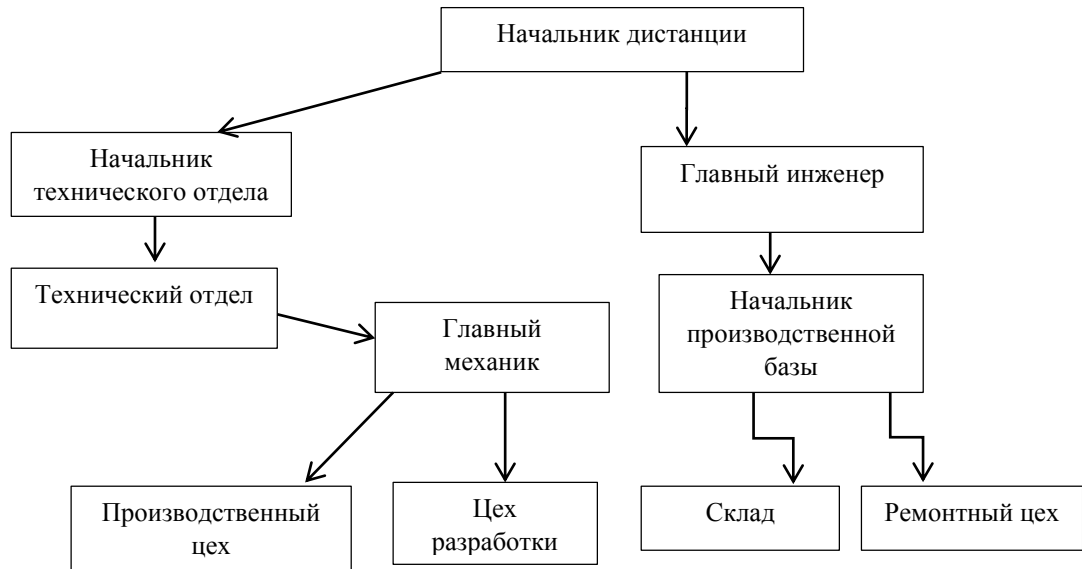 Начальник дистанции
Начальник
технического отдела
Главный инженер
Технический отдел
Главный
механик
Начальник
производственной
базы
Производственный
цех
Цех
разработки
Склад
Ремонтный цех